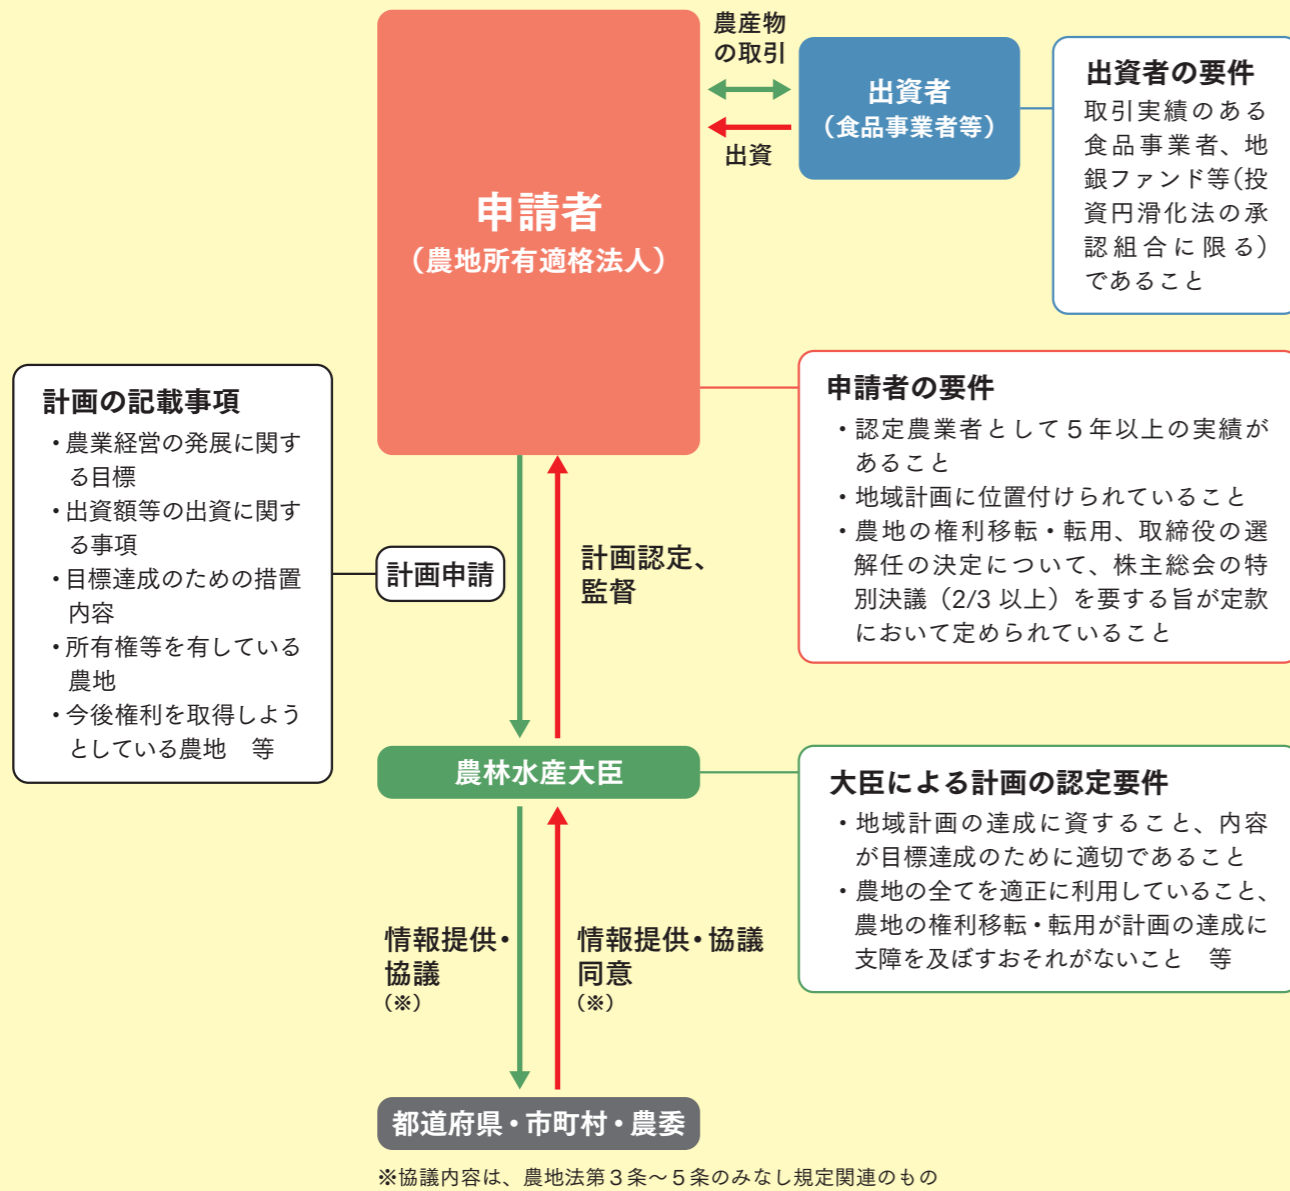 農産物
の取引
出資
出資者
（食品事業者等）
出資者の要件
取引実績のある
食品事業者、地
銀ファンド等（投
資円滑化法の承
認組合に限る）
であること
申請者
（農地所有適格法人）
申請者の要件
・認定農業者として５年以上の実績が
あること
・地域計画に位置付けられていること
・農地の権利移転・転用、取締役の選
解任の決定について、株主総会の特
別決議（2/3 以上）を要する旨が定款
において定められていること
計画の記載事項
・農業経営の発展に関す
る目標
・出資額等の出資に関す
る事項
・目標達成のための措置
内容
・所有権等を有している
農地
・今後権利を取得しよう
としている農地　等
計画申請
計画認定、
監督
農林水産大臣
大臣による計画の認定要件
・地域計画の達成に資すること、内容
が目標達成のために適切であること
・農地の全てを適正に利用していること、
農地の権利移転・転用が計画の達成に
支障を及ぼすおそれがないこと　等
情報提供・
協議
（※）
情報提供・協議
同意
（※）
都道府県・市町村・農委
※協議内容は、農地法第３条～５条のみなし規定関連のもの